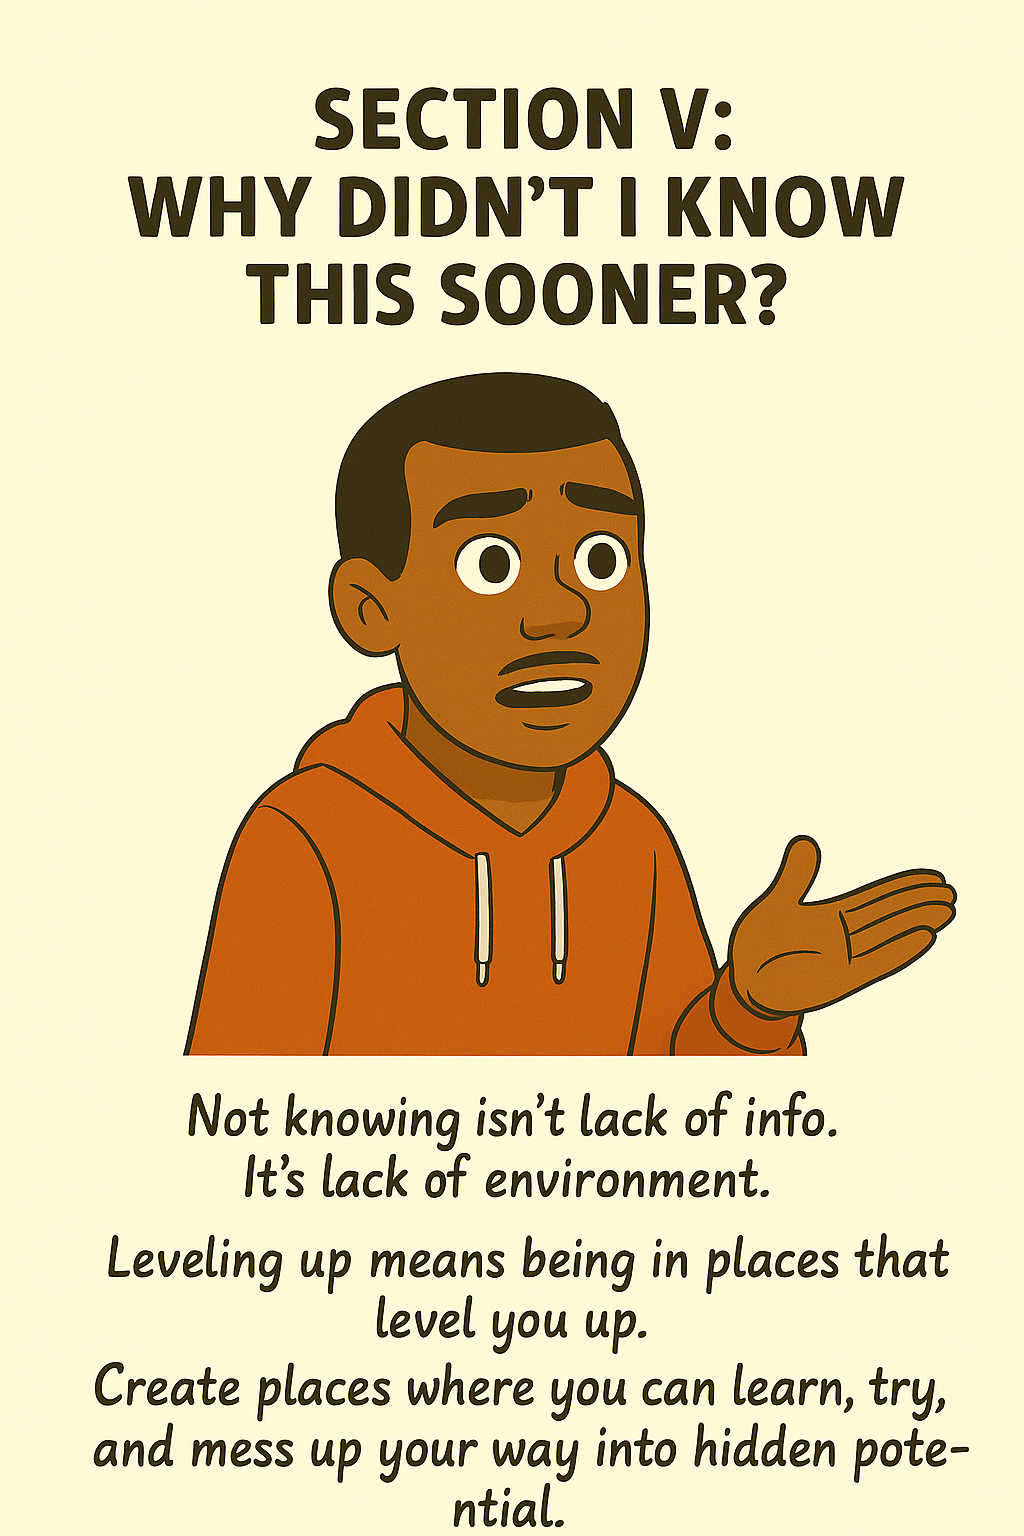 SECTION V:
WHY DIDN’T I KNOW
THIS SOONER?
Not knowing isn’t lack of info.
It’s lack of environment.
Leveling up means being in places that
level you up.
Create places where you can learn, try,
and mess up your way into hidden pote-
ntial.